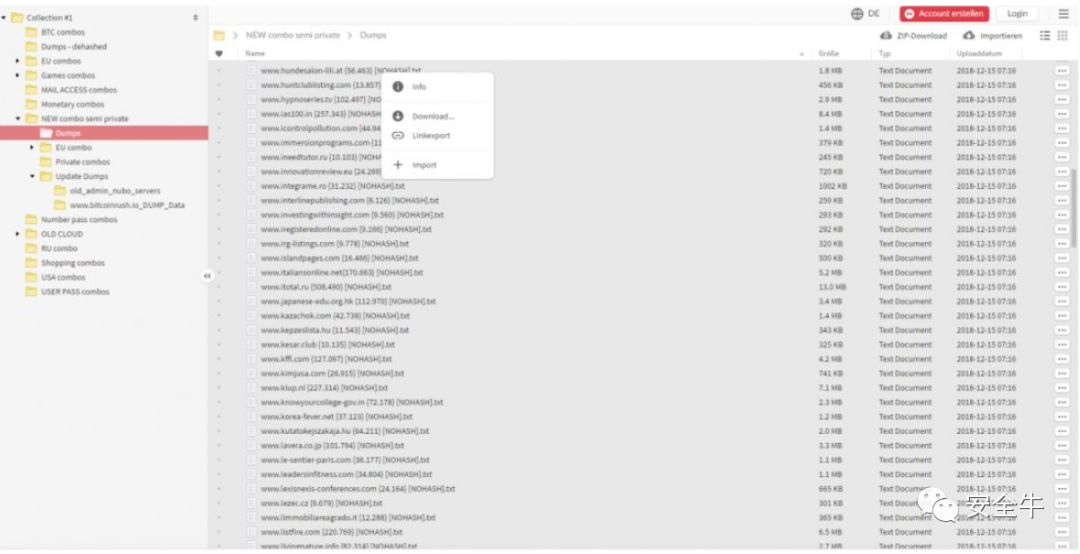 Collection #1
BTC combos
Dumps - dehashed
EU combos
Games combos
MAIL ACCESS combos
Monetary combos
NEW combo semi private
Dumps
EU combo
Private combos
Update Dumps
old_admin_nubo_servers
www.bitcoinrush.io_DUMP_Data
Number pass combos
OLD CLOUD
RU combo
Shopping combos
USA combos
USER PASS combos
DE Account erstellen Login
NEW combo semi private > Dumps ZIP-Download Importieren
Name Größe Typ Uploaddatum
www.hundesalon-lili.at {56.463} [NOHASH].txt 1.8 MB Text Document 2018-12-15 07:16
www.huntclublisting.com {13.857} 456 KB Text Document 2018-12-15 07:16
www.hypnoseries.tv {102.497} [NO 2.9 MB Text Document 2018-12-15 07:16
www.ias100.in {257.343} [NOHASH 8.4 MB Text Document 2018-12-15 07:16
www.icontrolpollution.com {44.94 1.4 MB Text Document 2018-12-15 07:16
www.immersionprograms.com {11 379 KB Text Document 2018-12-15 07:16
www.ineedtutor.ru {10.103} [NOHA 245 KB Text Document 2018-12-15 07:16
www.innovationreview.eu {24.288} 720 KB Text Document 2018-12-15 07:16
www.integrame.ro {31.232} [NOHASH].txt 1002 KB Text Document 2018-12-15 07:16
www.interlinepublishing.com {8.126} [NOHASH].txt 259 KB Text Document 2018-12-15 07:16
www.investingwithinsight.com {9.560} [NOHASH].txt 293 KB Text Document 2018-12-15 07:16
www.iregisteredonline.com {9.166} [NOHASH].txt 292 KB Text Document 2018-12-15 07:16
www.irg-listings.com {9.778} [NOHASH].txt 320 KB Text Document 2018-12-15 07:16
www.islandpages.com {16.466} [NOHASH].txt 500 KB Text Document 2018-12-15 07:16
www.italiansonline.net{170.663} [NOHASH].txt 5.2 MB Text Document 2018-12-15 07:16
www.itotal.ru {508.490} [NOHASH].txt 13.0 MB Text Document 2018-12-15 07:16
www.japanese-edu.org.hk {112.970} [NOHASH].txt 3.4 MB Text Document 2018-12-15 07:16
www.kazachok.com {42.738} [NOHASH].txt 1.4 MB Text Document 2018-12-15 07:16
www.kepzeslista.hu {11.543} [NOHASH].txt 343 KB Text Document 2018-12-15 07:16
www.kesar.club {10.135} [NOHASH].txt 325 KB Text Document 2018-12-15 07:16
www.kffl.com {127.097} [NOHASH].txt 4.2 MB Text Document 2018-12-15 07:16
www.kimjusa.com {26.015} [NOHASH].txt 741 KB Text Document 2018-12-15 07:16
www.klup.nl {227.314} [NOHASH].txt 7.1 MB Text Document 2018-12-15 07:16
www.knowyourcollege-gov.in {72.178} [NOHASH].txt 2.3 MB Text Document 2018-12-15 07:16
www.korea-fever.net {37.123} [NOHASH].txt 1.2 MB Text Document 2018-12-15 07:16
www.kutatokejszakaja.hu {64.211} [NOHASH].txt 2.0 MB Text Document 2018-12-15 07:16
www.lavera.co.jp {101.794} [NOHASH].txt 3.3 MB Text Document 2018-12-15 07:16
www.le-sentier-paris.com {36.177} [NOHASH].txt 1.1 MB Text Document 2018-12-15 07:16
www.leadersinfitness.com {34.804} [NOHASH].txt 1.1 MB Text Document 2018-12-15 07:16
www.lexisnexis-conferences.com {24.164} [NOHASH].txt 665 KB Text Document 2018-12-15 07:16
www.lezec.cz {9.679} [NOHASH].txt 301 KB Text Document 2018-12-15 07:16
www.limmobiliareagrado.it {12.288} [NOHASH].txt 365 KB Text Document 2018-12-15 07:16
www.listfire.com {220.769} [NOHASH].txt 6.5 MB Text Document 2018-12-15 07:16
www.livingnature.info {82.314} [NOHASH].txt 2.7 MB Text Document 2018-12-15 07:16
Info
Download...
Linkexport
Import
安全牛